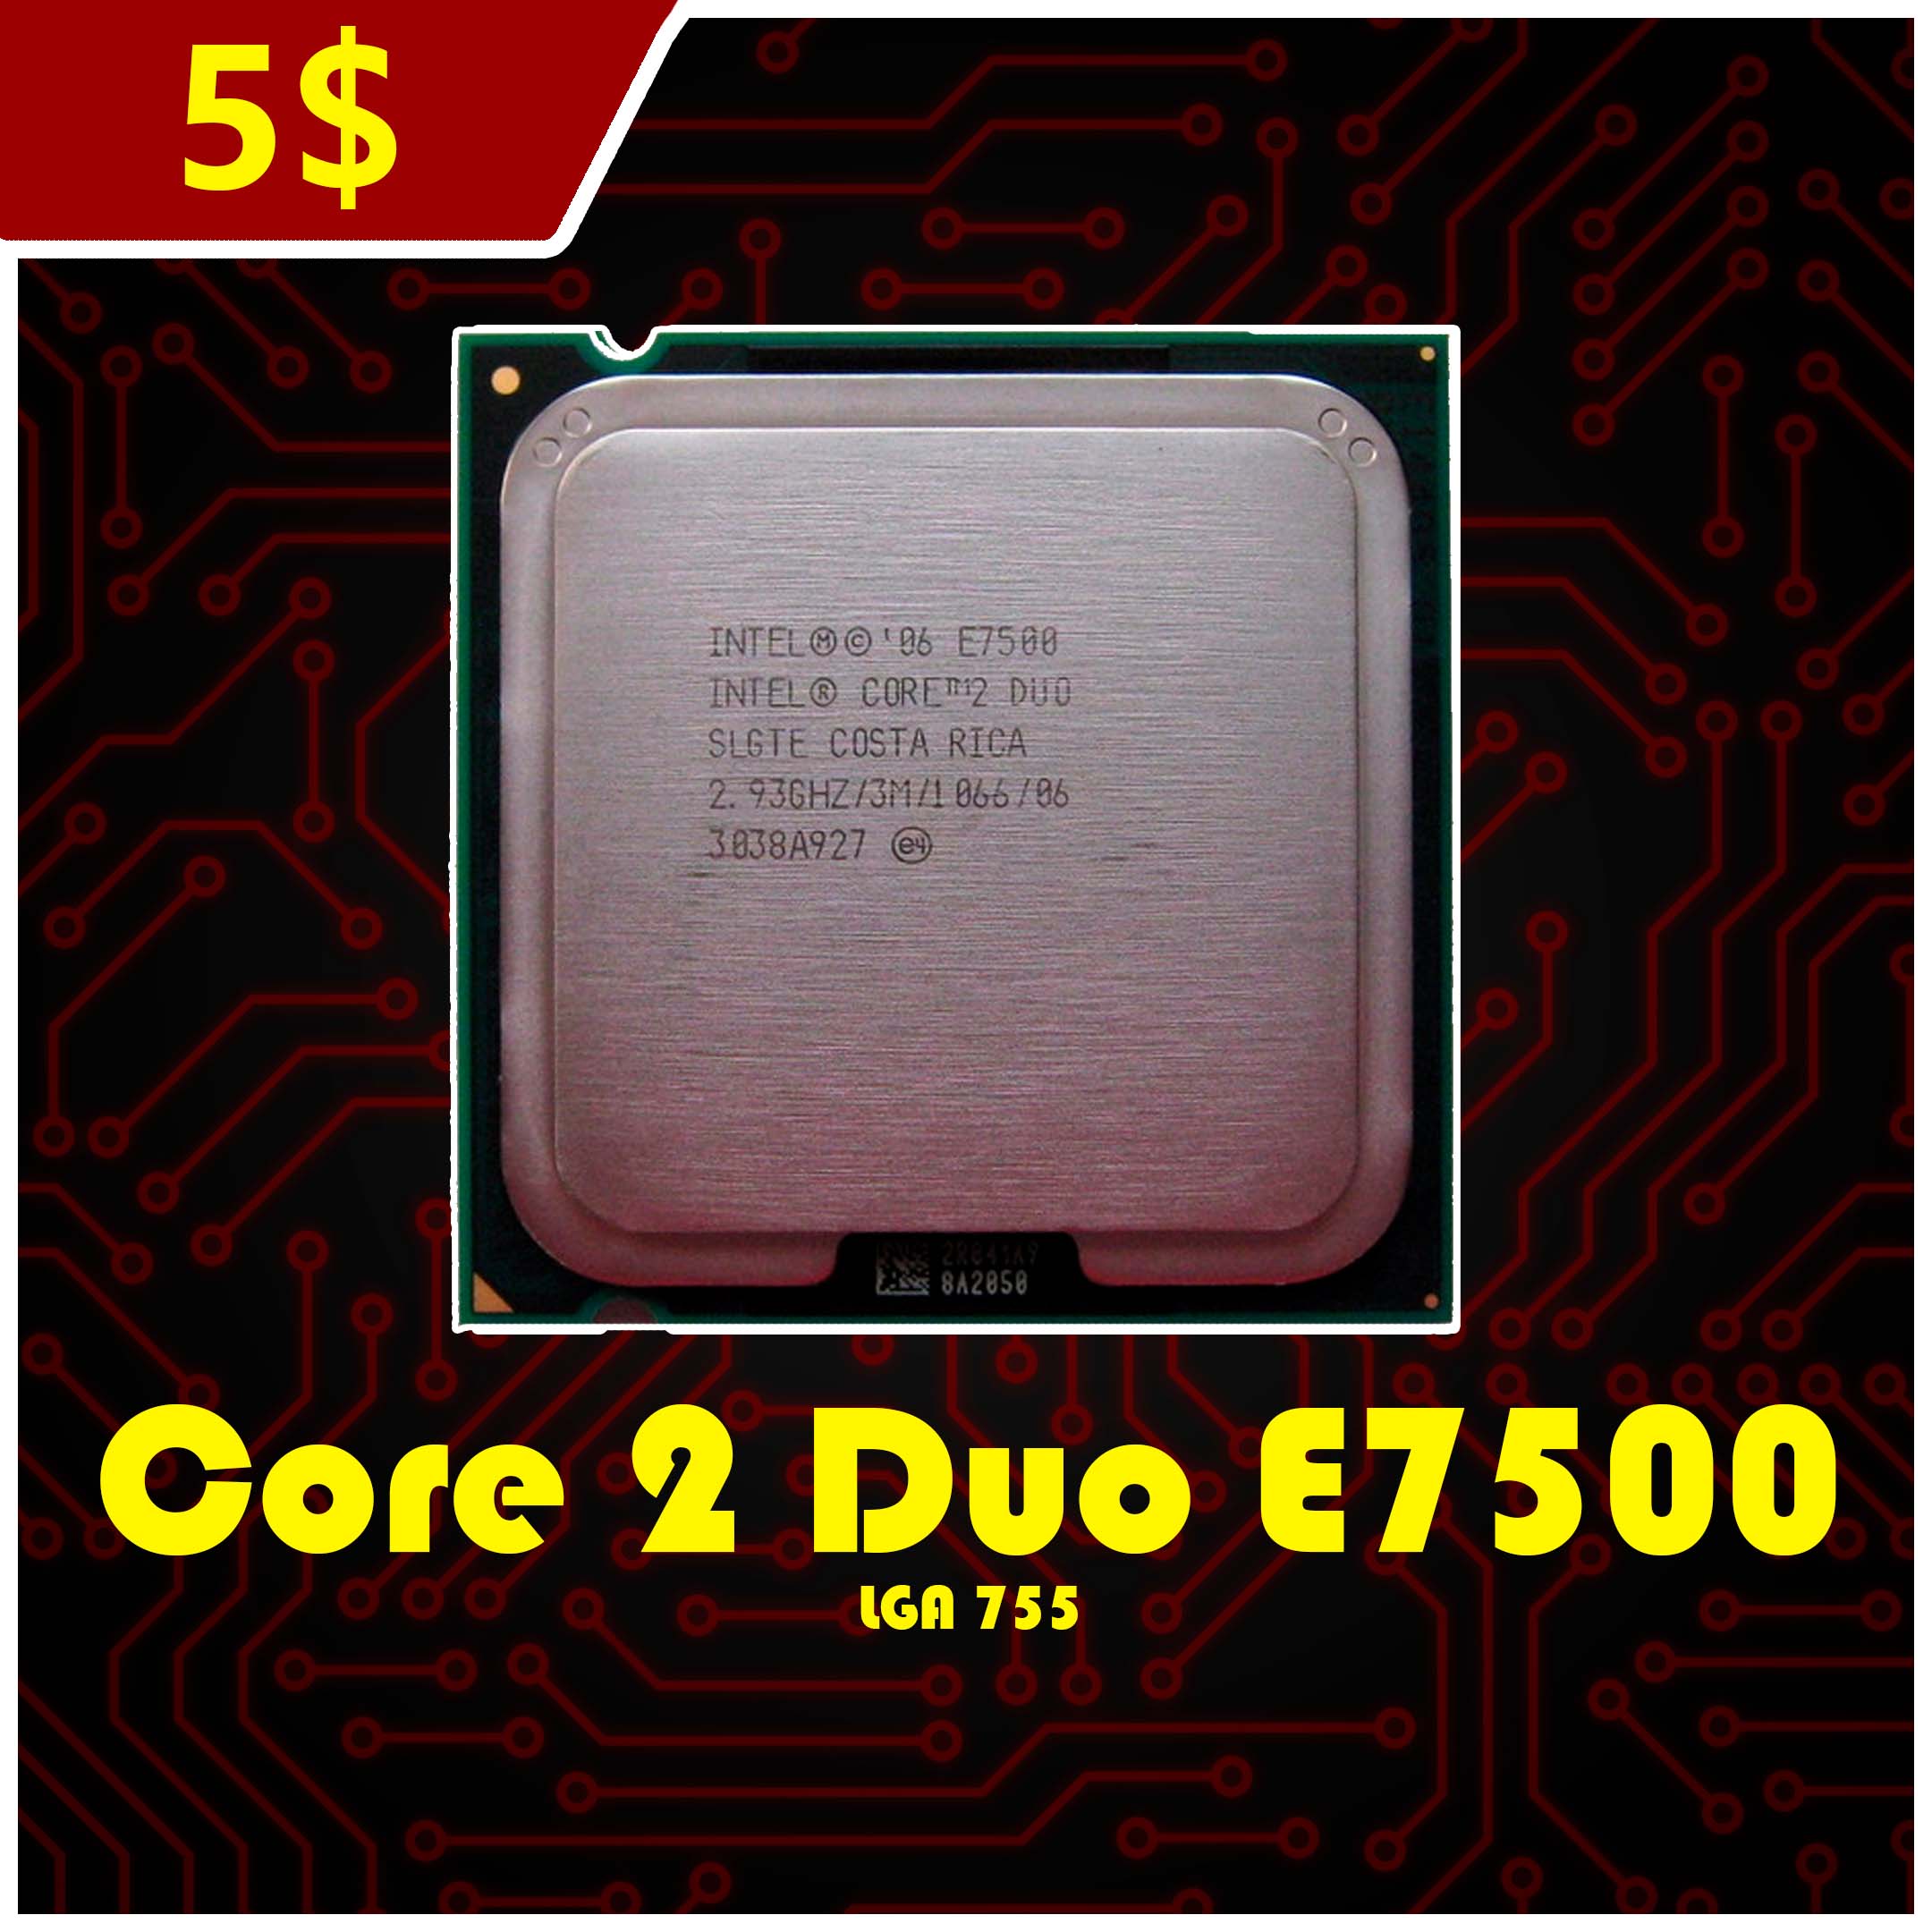 5$
INTEL Ⓜ © '06 E7500
INTEL® CORE™2 DUO
SLGTE COSTA RICA
2.93GHZ/3M/1066/06
3038A927 e4
2R041A9
8A2050
Core 2 Duo E7500
LGA 755